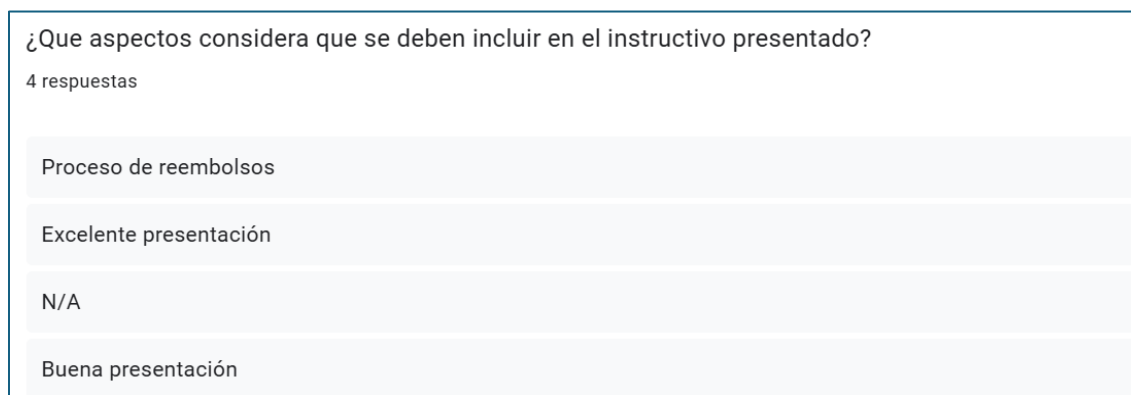 ¿Que aspectos considera que se deben incluir en el instructivo presentado?
4 respuestas
Proceso de reembolsos
Excelente presentación
N/A
Buena presentación